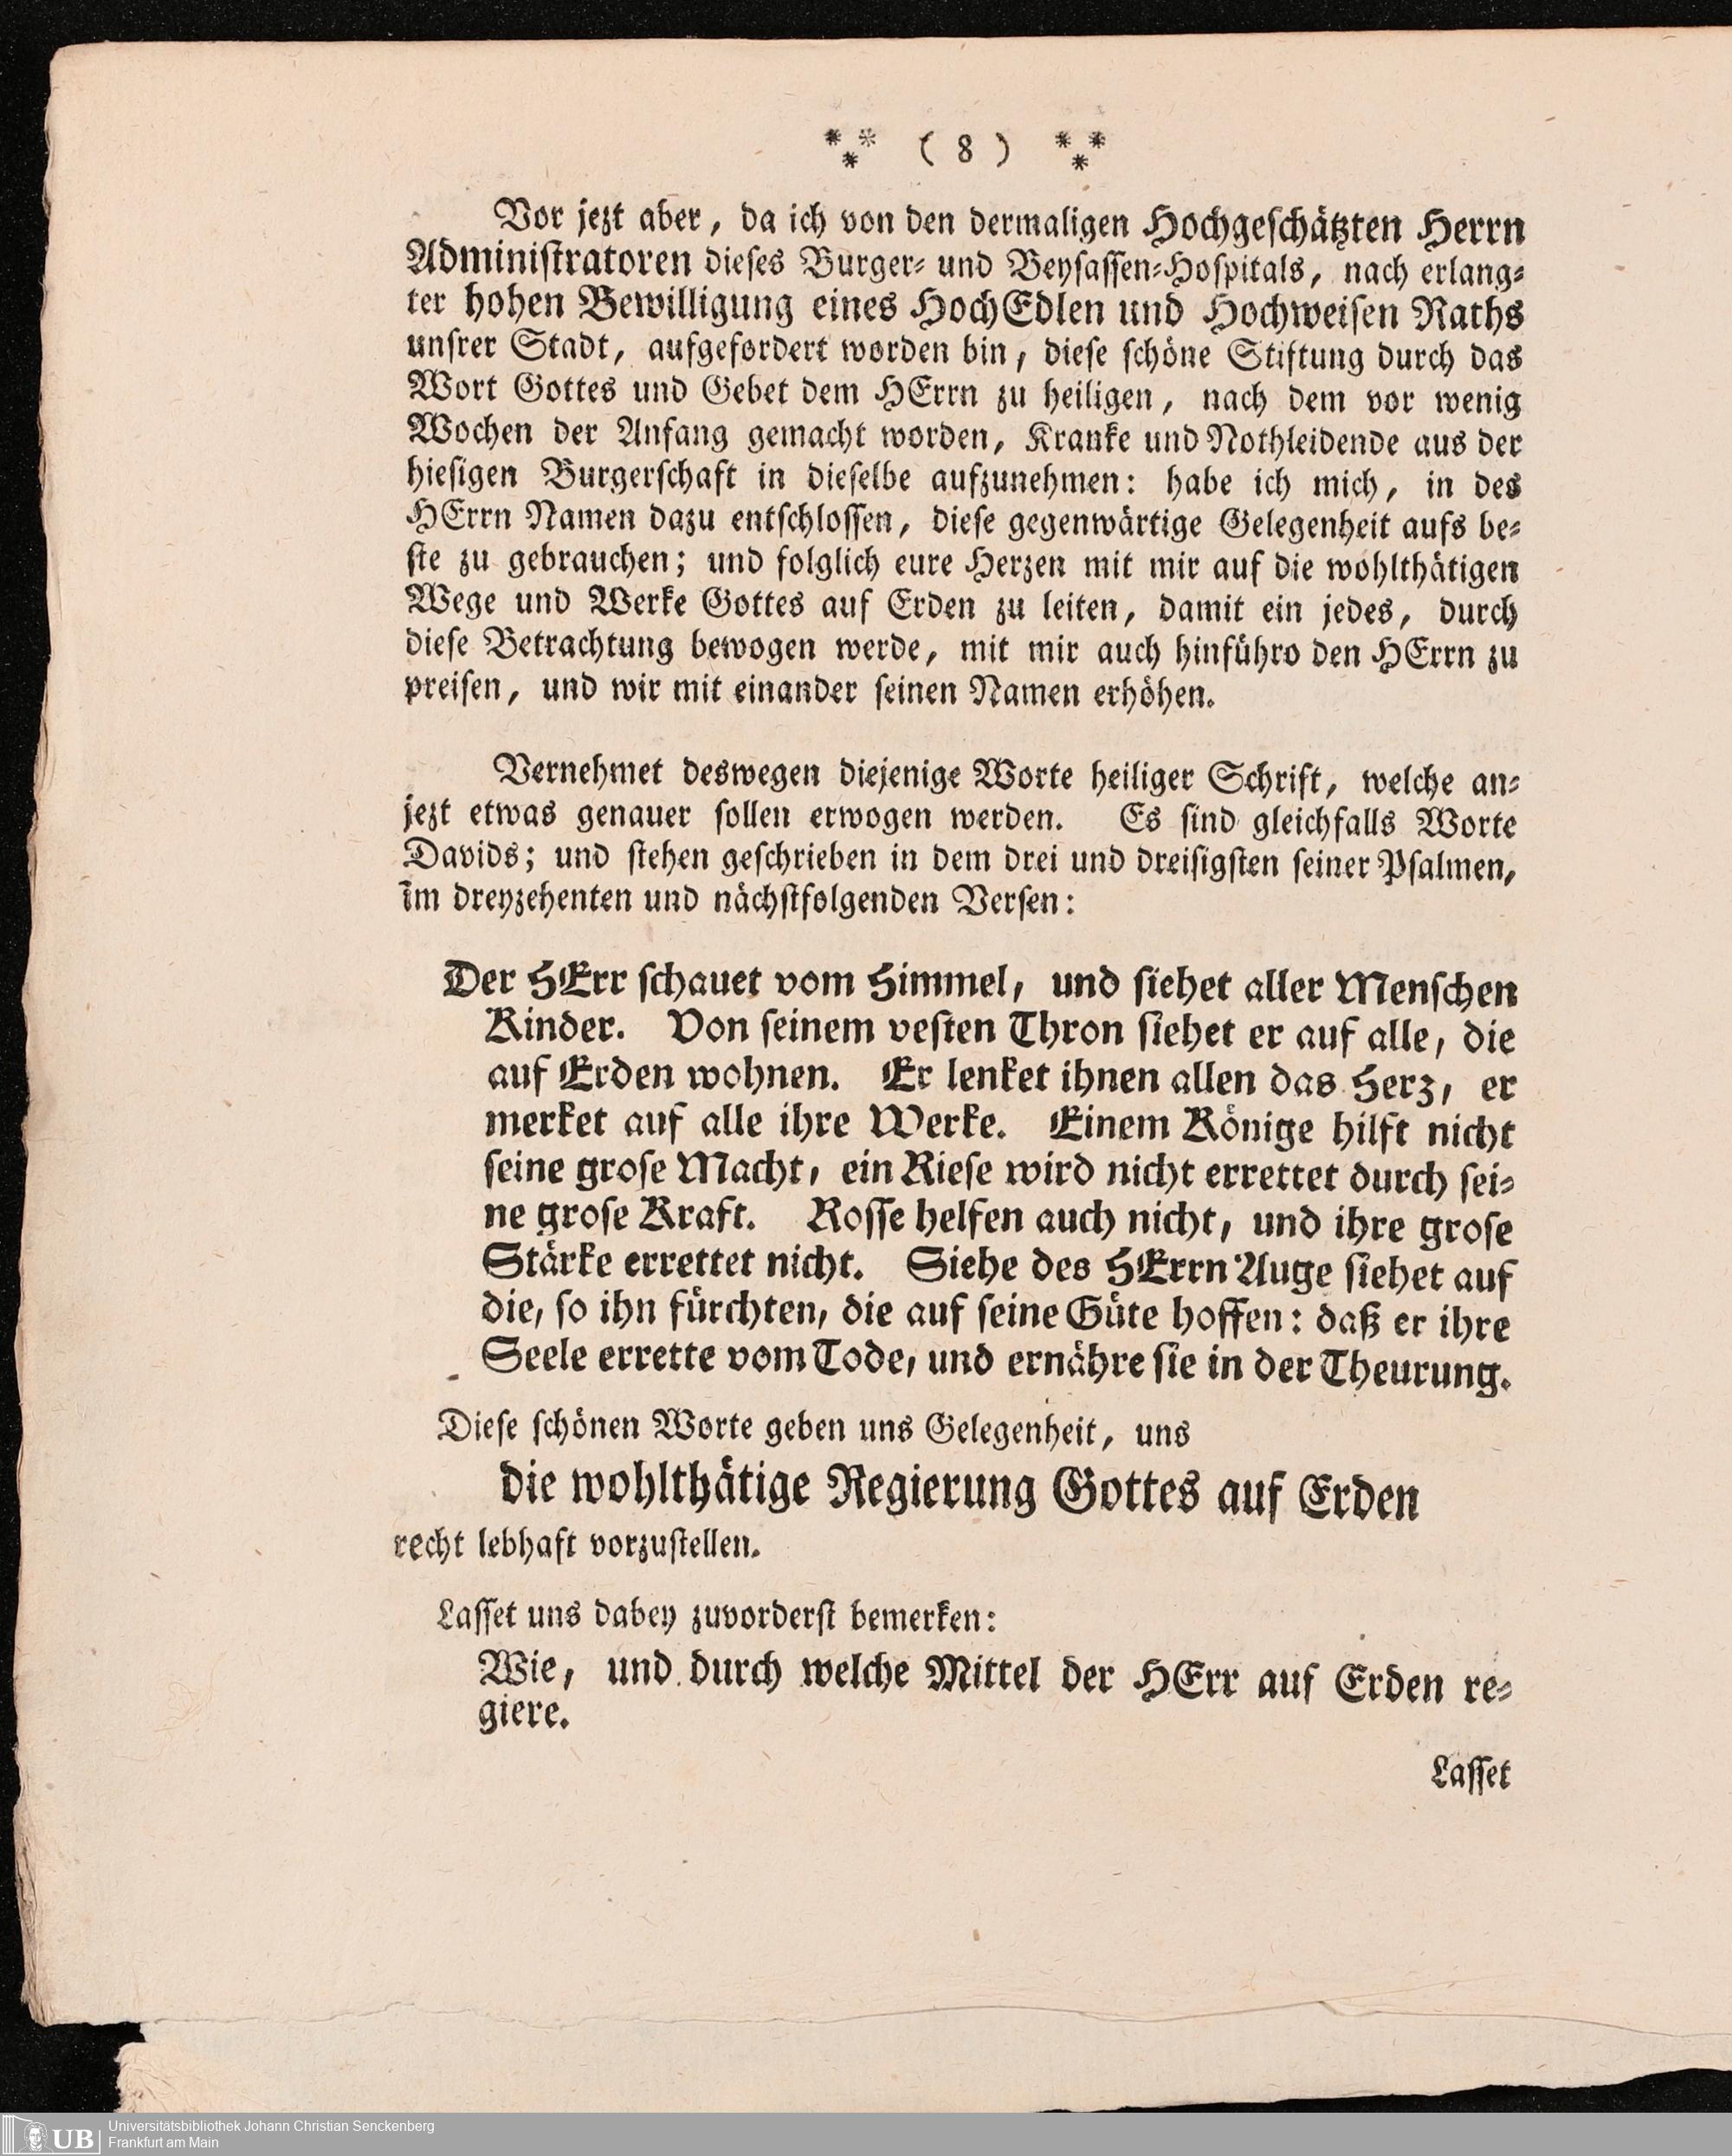 ** * ( 8 ) ** *
Vor jezt aber, da ich von den dermaligen Hochgeschätzten Herrn
Administratoren dieses Burger- und Beysassen-Hospitals, nach erlang-
ter hohen Bewilligung eines HochEdlen und Hochweisen Raths
unsrer Stadt, aufgefordert worden bin, diese schöne Stiftung durch das
Wort Gottes und Gebet dem HErrn zu heiligen, nach dem vor wenig
Wochen der Anfang gemacht worden, Kranke und Nothleidende aus der
hiesigen Burgerschaft in dieselbe aufzunehmen: habe ich mich, in des
HErrn Namen dazu entschlossen, diese gegenwärtige Gelegenheit aufs be-
ste zu gebrauchen; und folglich eure Herzen mit mir auf die wohlthätigen
Wege und Werke Gottes auf Erden zu leiten, damit ein jedes, durch
diese Betrachtung bewogen werde, mit mir auch hinführo den HErrn zu
preisen, und wir mit einander seinen Namen erhöhen.
Vernehmet deswegen diejenige Worte heiliger Schrift, welche an-
jezt etwas genauer sollen erwogen werden. Es sind gleichfalls Worte
Davids; und stehen geschrieben in dem drei und dreisigsten seiner Psalmen,
im dreyzehenten und nächstfolgenden Versen:
Der HErr schauet vom Himmel, und siehet aller Menschen
Kinder. Von seinem vesten Thron siehet er auf alle, die
auf Erden wohnen. Er lenket ihnen allen das Herz, er
merket auf alle ihre Werke. Einem Könige hilft nicht
seine grose Macht, ein Riese wird nicht errettet durch sei-
ne grose Kraft. Rosse helfen auch nicht, und ihre grose
Stärke errettet nicht. Siehe des HErrn Auge siehet auf
die, so ihn fürchten, die auf seine Güte hoffen: daß er ihre
Seele errette vom Tode, und ernähre sie in der Theurung.
Diese schönen Worte geben uns Gelegenheit, uns
die wohlthätige Regierung Gottes auf Erden
recht lebhaft vorzustellen.
Lasset uns dabey zuvorderst bemerken:
Wie, und durch welche Mittel der HErr auf Erden re-
giere.
Lasset
UB Universitätsbibliothek Johann Christian Senckenberg
Frankfurt am Main